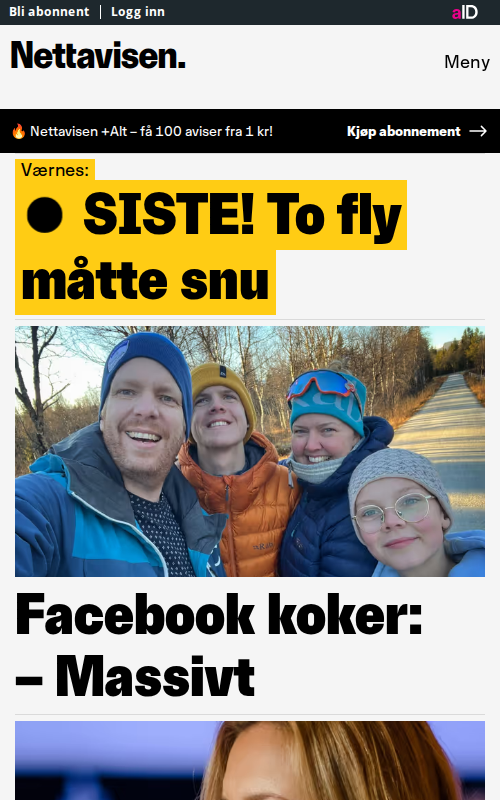 Bli abonnent | Logg inn
aID
Nettavisen.
Meny
🔥 Nettavisen +Alt – få 100 aviser fra 1 kr!
Kjøp abonnement →
Værnes:
● SISTE! To fly
måtte snu
Facebook koker:
– Massivt